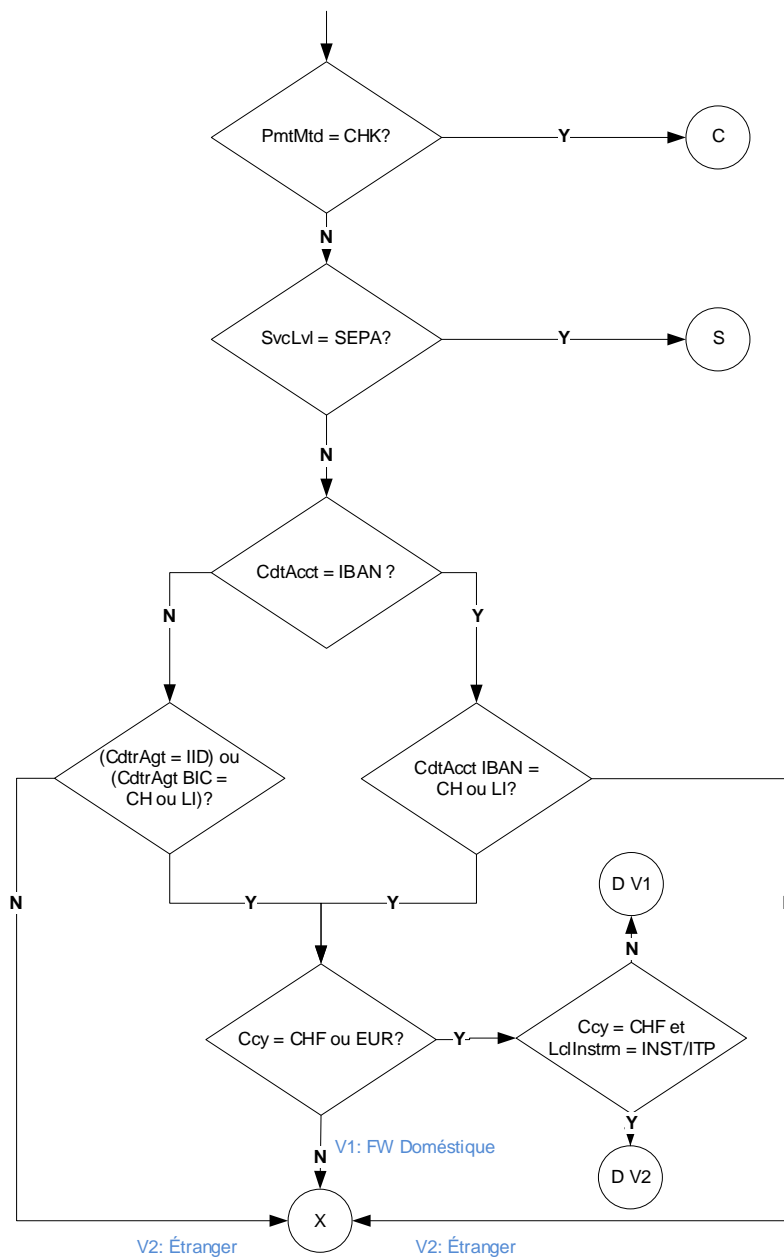 PmtMtd = CHK?
Y
C
N
SvcLvl = SEPA?
Y
S
N
CdtAcct = IBAN ?
N
Y
(CdtrAgt = IID) ou
(CdtrAgt BIC =
CH ou LI)?
CdtAcct IBAN =
CH ou LI?
D V1
N
Y
Y
N
Ccy = CHF ou EUR?
Y
Ccy = CHF et
LclInstrm = INST/ITP
Y
V1: FW Doméstique
N
D V2
X
V2: Étranger
V2: Étranger